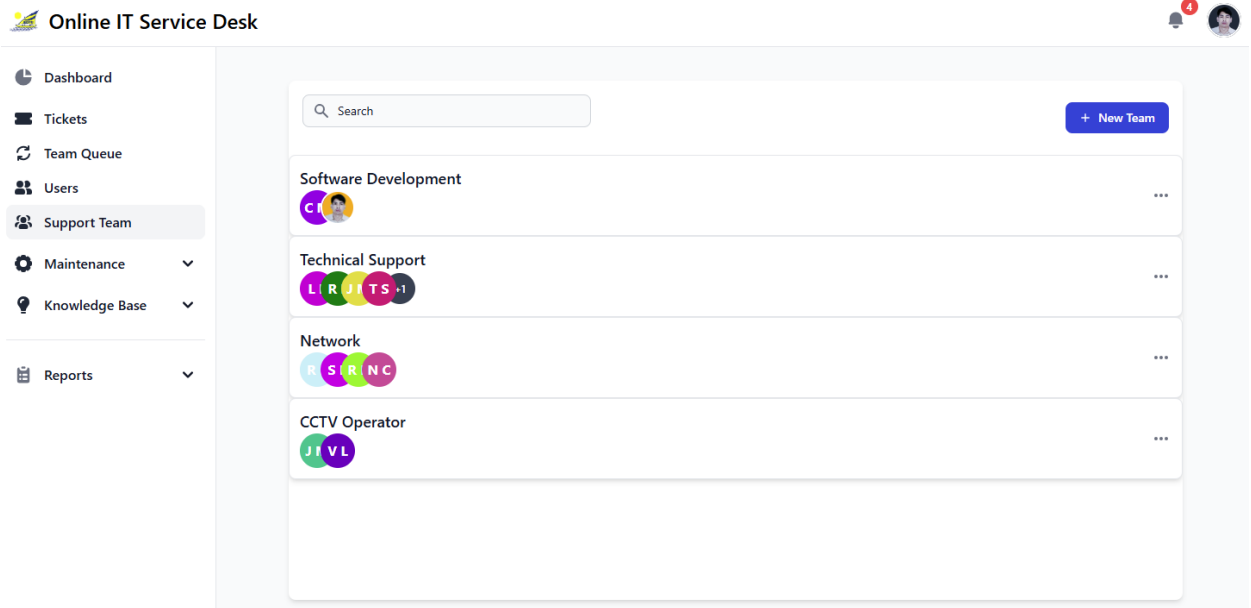 Online IT Service Desk
4
Dashboard
Tickets
Team Queue
Users
Support Team
Maintenance
Knowledge Base
Reports
Search
+ New Team
Software Development
C
Technical Support
L R J T S +1
Network
R S R N C
CCTV Operator
J V L